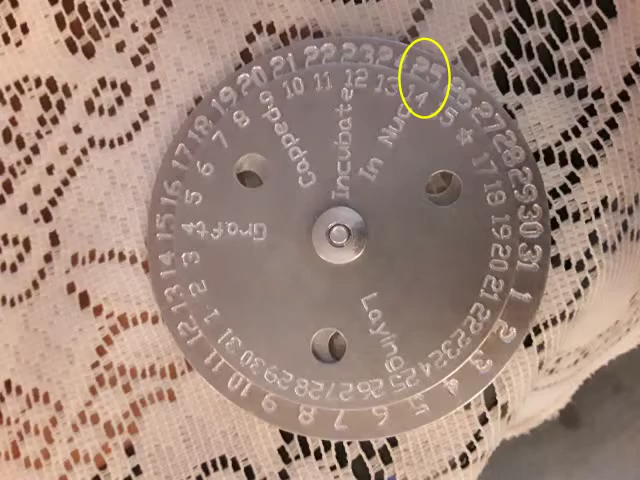 1 2 3 4 5 6 7 8 9 10 11 12 13 14 15 16 17 18 19 20 21 22 23 24 25 26 27 28 29 30 31
1 2 3 4 5 6 7 8 9 10 11 12 13 14 15 ☆ 17 18 19 20 21 22 23 24 25 26 27 28 29 30 31
Graft
Capped
Incubate
In Nuc
Laying